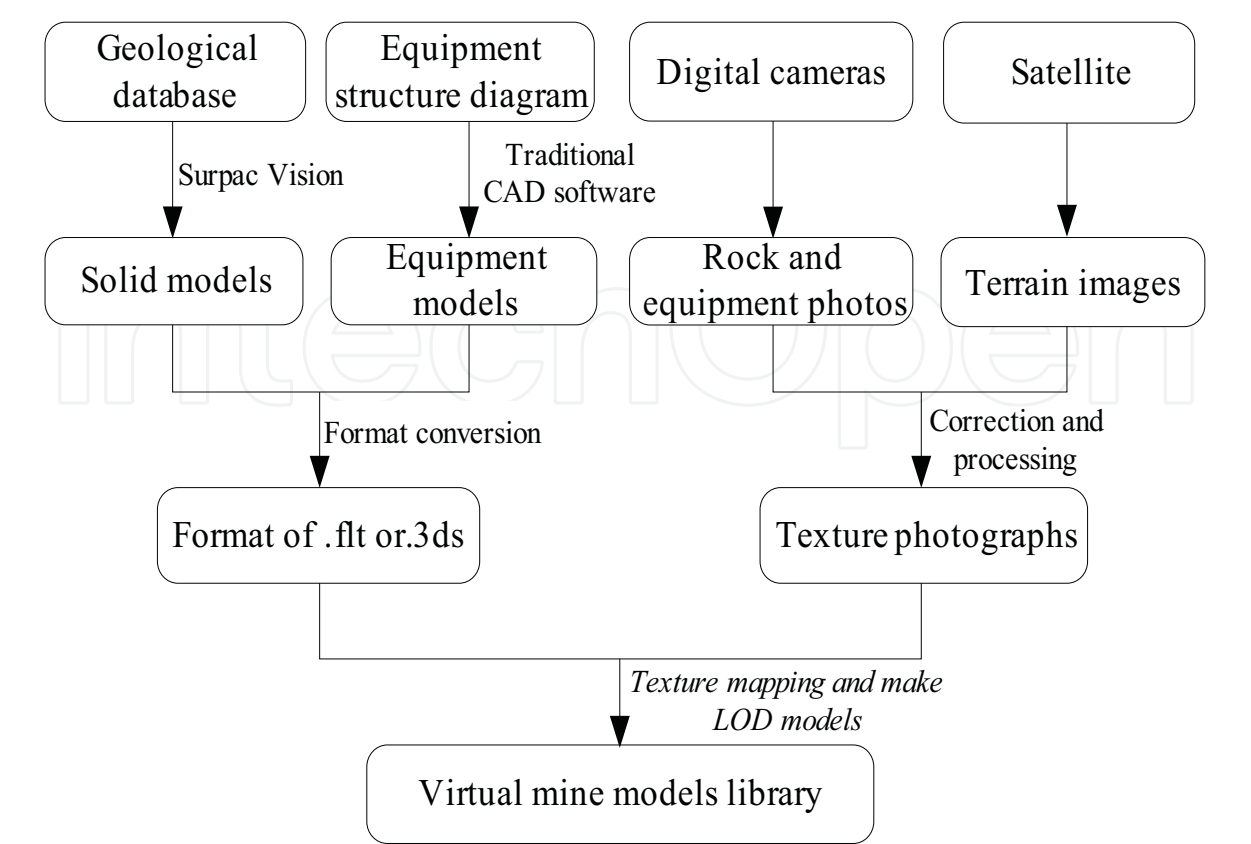 Geological
database
Equipment
structure diagram
Digital cameras
Satellite
Surpac Vision
Traditional
CAD software
Solid models
Equipment
models
Rock and
equipment photos
Terrain images
intechopen
Format conversion
Correction and
processing
Format of .flt or.3ds
Texture photographs
Texture mapping and make
LOD models
Virtual mine models library